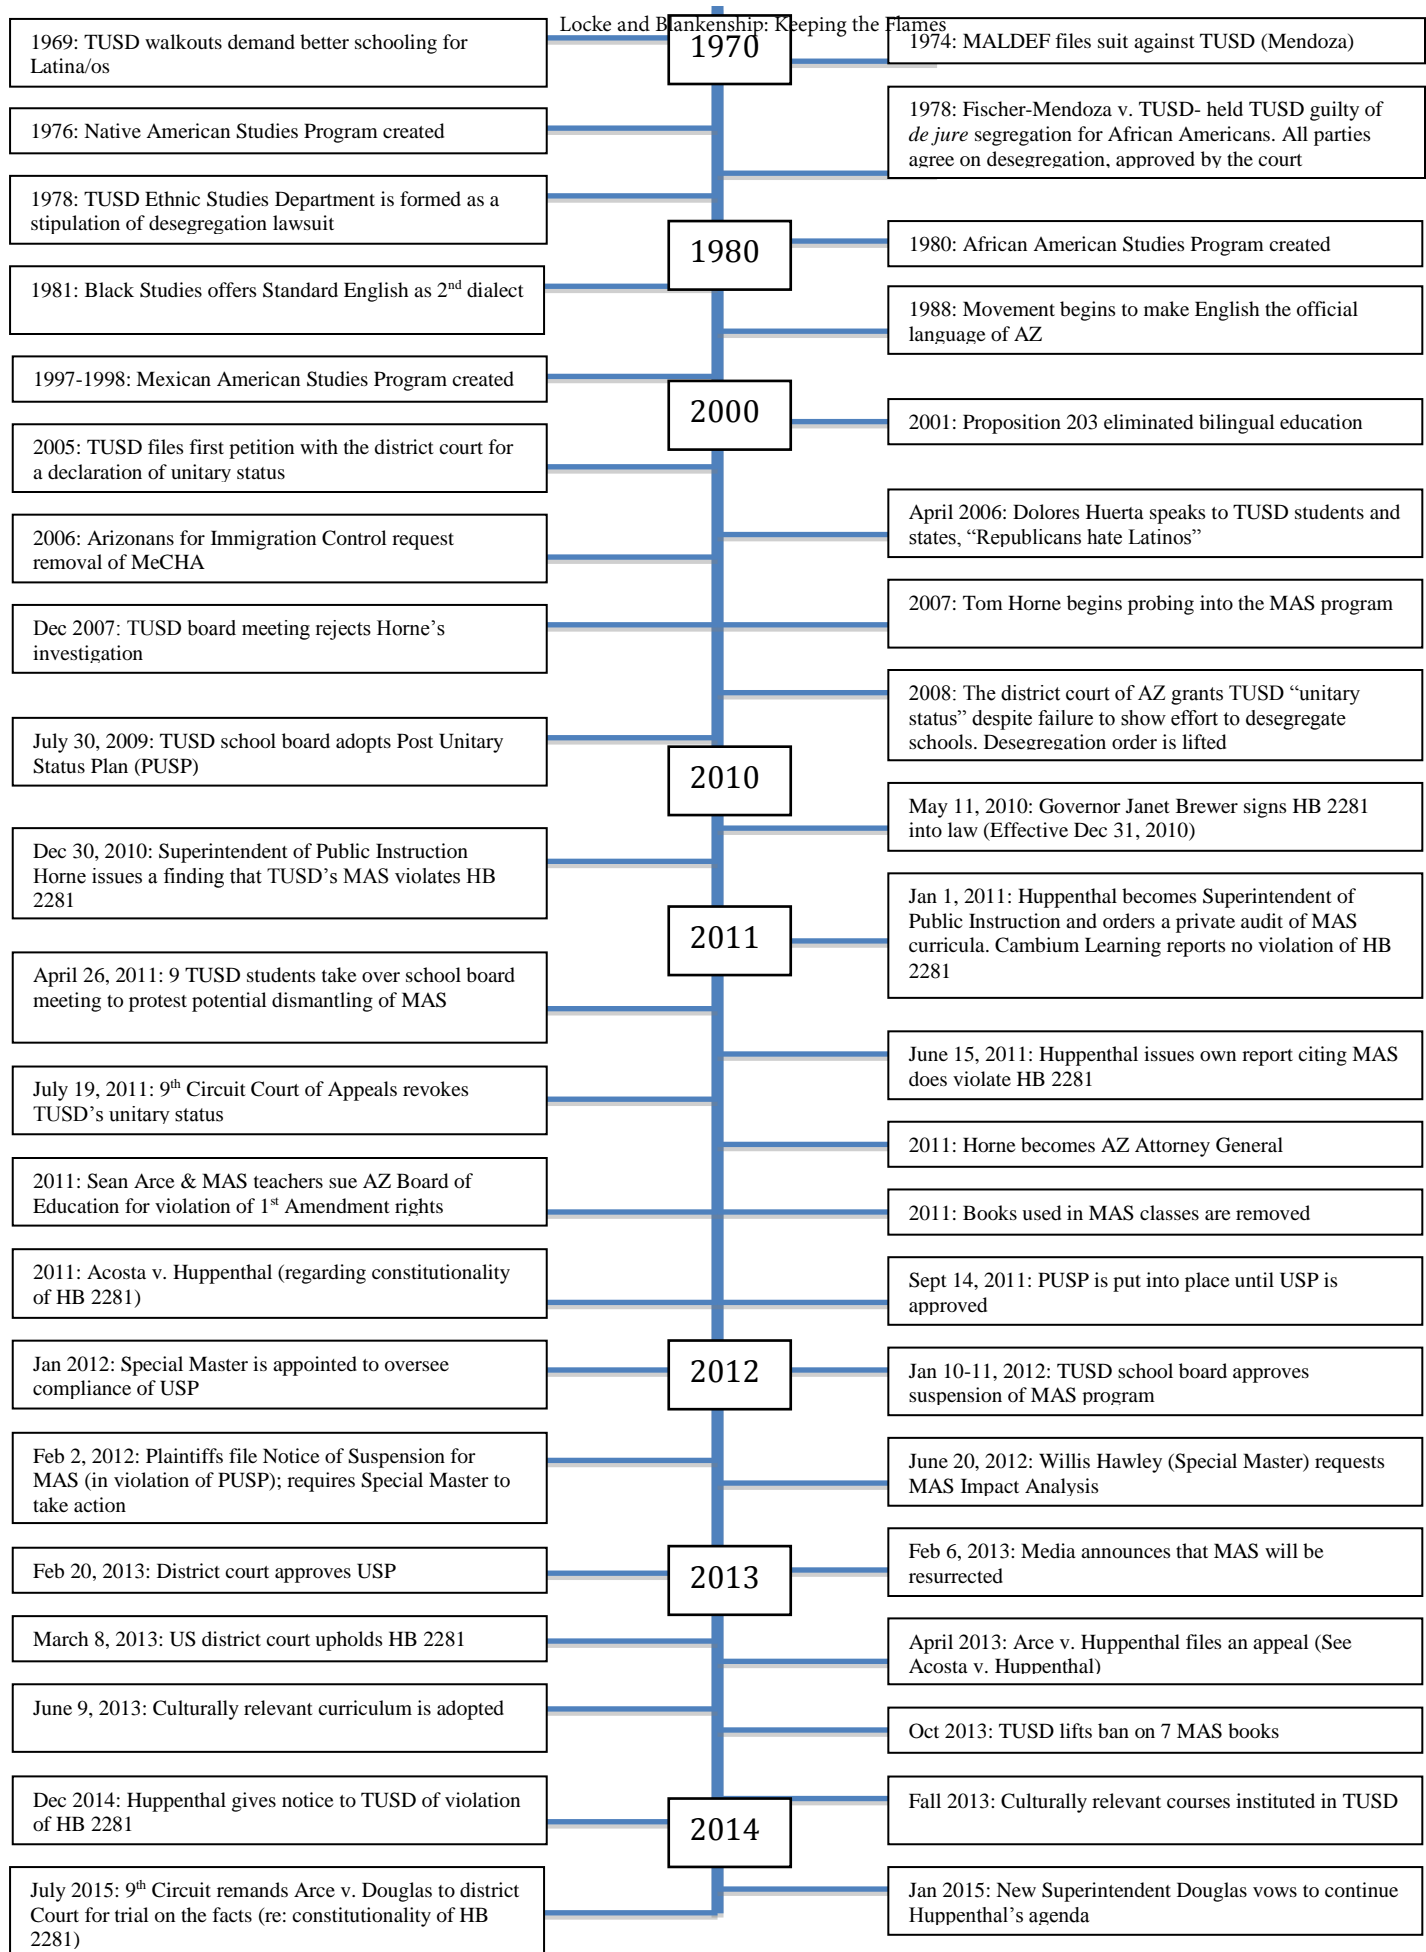 Locke and Blankenship: Keeping the Flames
1970
1969: TUSD walkouts demand better schooling for
Latina/os
1974: MALDEF files suit against TUSD (Mendoza)
1976: Native American Studies Program created
1978: Fischer-Mendoza v. TUSD- held TUSD guilty of
de jure segregation for African Americans. All parties
agree on desegregation, approved by the court
1978: TUSD Ethnic Studies Department is formed as a
stipulation of desegregation lawsuit
1980
1980: African American Studies Program created
1981: Black Studies offers Standard English as 2nd dialect
1988: Movement begins to make English the official
language of AZ
1997-1998: Mexican American Studies Program created
2000
2001: Proposition 203 eliminated bilingual education
2005: TUSD files first petition with the district court for
a declaration of unitary status
April 2006: Dolores Huerta speaks to TUSD students and
states, “Republicans hate Latinos”
2006: Arizonans for Immigration Control request
removal of MeCHA
2007: Tom Horne begins probing into the MAS program
Dec 2007: TUSD board meeting rejects Horne’s
investigation
2008: The district court of AZ grants TUSD “unitary
status” despite failure to show effort to desegregate
schools. Desegregation order is lifted
July 30, 2009: TUSD school board adopts Post Unitary
Status Plan (PUSP)
2010
May 11, 2010: Governor Janet Brewer signs HB 2281
into law (Effective Dec 31, 2010)
Dec 30, 2010: Superintendent of Public Instruction
Horne issues a finding that TUSD’s MAS violates HB
2281
2011
Jan 1, 2011: Huppenthal becomes Superintendent of
Public Instruction and orders a private audit of MAS
curricula. Cambium Learning reports no violation of HB
2281
April 26, 2011: 9 TUSD students take over school board
meeting to protest potential dismantling of MAS
June 15, 2011: Huppenthal issues own report citing MAS
does violate HB 2281
July 19, 2011: 9th Circuit Court of Appeals revokes
TUSD’s unitary status
2011: Horne becomes AZ Attorney General
2011: Sean Arce & MAS teachers sue AZ Board of
Education for violation of 1st Amendment rights
2011: Books used in MAS classes are removed
2011: Acosta v. Huppenthal (regarding constitutionality
of HB 2281)
Sept 14, 2011: PUSP is put into place until USP is
approved
2012
Jan 2012: Special Master is appointed to oversee
compliance of USP
Jan 10-11, 2012: TUSD school board approves
suspension of MAS program
Feb 2, 2012: Plaintiffs file Notice of Suspension for
MAS (in violation of PUSP); requires Special Master to
take action
June 20, 2012: Willis Hawley (Special Master) requests
MAS Impact Analysis
2013
Feb 20, 2013: District court approves USP
Feb 6, 2013: Media announces that MAS will be
resurrected
March 8, 2013: US district court upholds HB 2281
April 2013: Arce v. Huppenthal files an appeal (See
Acosta v. Huppenthal)
June 9, 2013: Culturally relevant curriculum is adopted
Oct 2013: TUSD lifts ban on 7 MAS books
Dec 2014: Huppenthal gives notice to TUSD of violation
of HB 2281
2014
Fall 2013: Culturally relevant courses instituted in TUSD
July 2015: 9th Circuit remands Arce v. Douglas to district
Court for trial on the facts (re: constitutionality of HB
2281)
Jan 2015: New Superintendent Douglas vows to continue
Huppenthal’s agenda